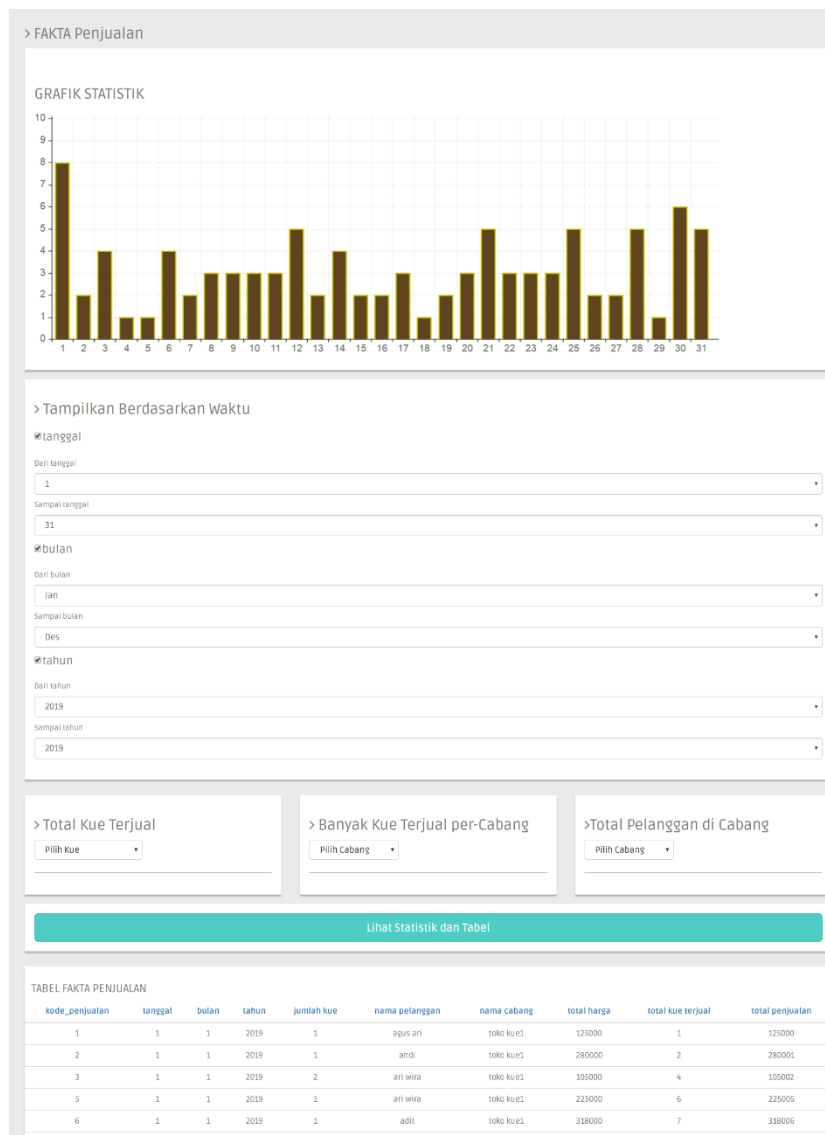 > FAKTA Penjualan
GRAFIK STATISTIK
10
9
8
7
6
5
4
3
2
1
0
1 2 3 4 5 6 7 8 9 10 11 12 13 14 15 16 17 18 19 20 21 22 23 24 25 26 27 28 29 30 31
> Tampilkan Berdasarkan Waktu
tanggal
Dari tanggal
1
Sampai tanggal
31
bulan
Dari bulan
Jan
Sampai bulan
Des
tahun
Dari tahun
2019
Sampai tahun
2019
> Total Kue Terjual
Pilih Kue
> Banyak Kue Terjual per-Cabang
Pilih Cabang
>Total Pelanggan di Cabang
Pilih Cabang
Lihat Statistik dan Tabel
TABEL FAKTA PENJUALAN
kode_penjualan tanggal bulan tahun jumlah kue nama pelanggan nama cabang total harga total kue terjual total penjualan
1 1 1 2019 1 agus ari toko kue1 125000 1 125000
2 1 1 2019 1 andi toko kue1 280000 2 280001
3 1 1 2019 2 ari wira toko kue1 105000 4 105002
5 1 1 2019 1 ari wira toko kue1 225000 6 225005
6 1 1 2019 1 adit toko kue1 318000 7 318006